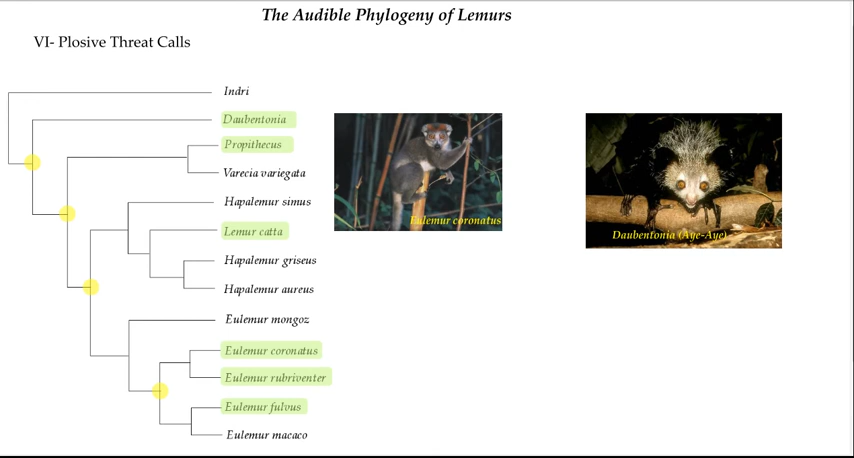 The Audible Phylogeny of Lemurs
VI- Plosive Threat Calls
Indri
Daubentonia
Propithecus
Varecia variegata
Hapalemur simus
Lemur catta
Hapalemur griseus
Hapalemur aureus
Eulemur mongoz
Eulemur coronatus
Eulemur rubriventer
Eulemur fulvus
Eulemur macaco
Eulemur coronatus
Daubentonia (Aye-Aye)